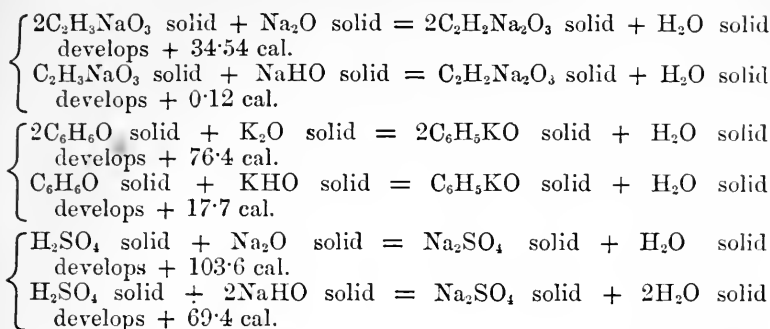 2C₂H₃NaO₃ solid + Na₂O solid = 2C₂H₂Na₂O₃ solid + H₂O solid
develops + 34·54 cal.
C₂H₃NaO₃ solid + NaHO solid = C₂H₂Na₂O₃ solid + H₂O solid
develops + 0·12 cal.
2C₆H₆O solid + K₂O solid = 2C₆H₅KO solid + H₂O solid
develops + 76·4 cal.
C₆H₆O solid + KHO solid = C₆H₅KO solid + H₂O solid
develops + 17·7 cal.
H₂SO₄ solid + Na₂O solid = Na₂SO₄ solid + H₂O solid
develops + 103·6 cal.
H₂SO₄ solid + 2NaHO solid = Na₂SO₄ solid + 2H₂O solid
develops + 69·4 cal.